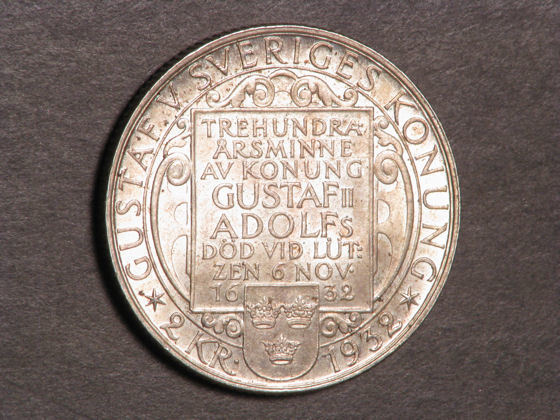 GUSTAF V SVERIGES KONUNG
TREHUNDRA-
ÅRSMINNE
AV KONUNG
GUSTAF II
ADOLFS
DÖD VID LÜT-
ZEN 6 NOV·
16 32
2 KR· 1932